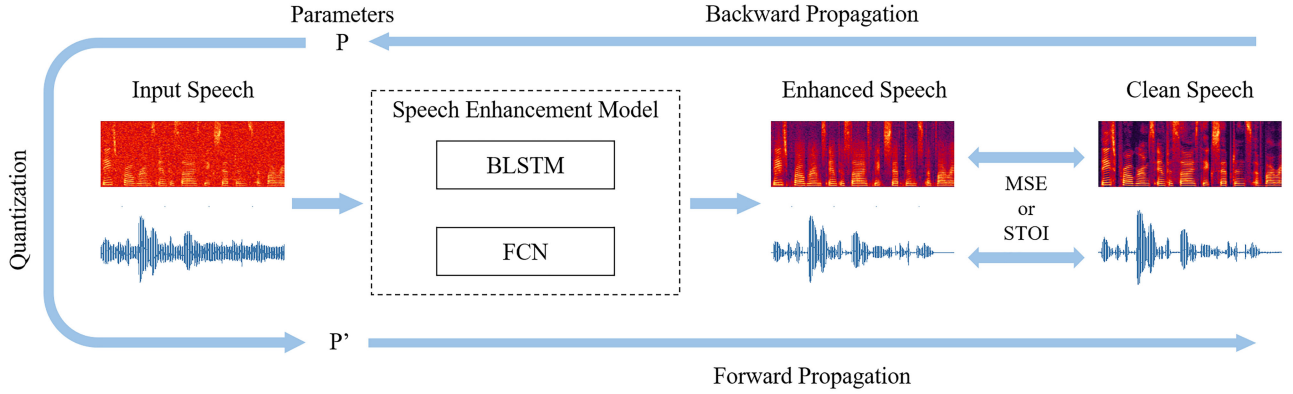 Parameters
Backward Propagation
P
Input Speech
Speech Enhancement Model
Enhanced Speech
Clean Speech
BLSTM
Quantization
MSE
or
STOI
FCN
P’
Forward Propagation